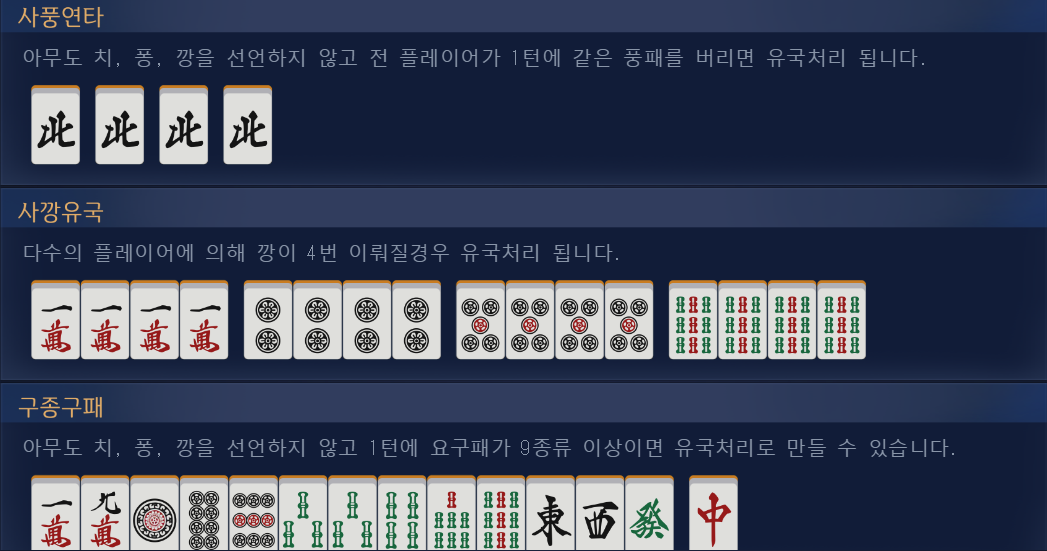 사풍연타
아무도 치, 퐁, 깡을 선언하지 않고 전 플레이어가 1턴에 같은 풍패를 버리면 유국처리 됩니다.
北 北 北 北
사깡유국
다수의 플레이어에 의해 깡이 4번 이뤄질경우 유국처리 됩니다.
一萬 一萬 一萬 一萬
구종구패
아무도 치, 퐁, 깡을 선언하지 않고 1턴에 요구패가 9종류 이상이면 유국처리로 만들 수 있습니다.
一萬 九萬 東 西 發 中